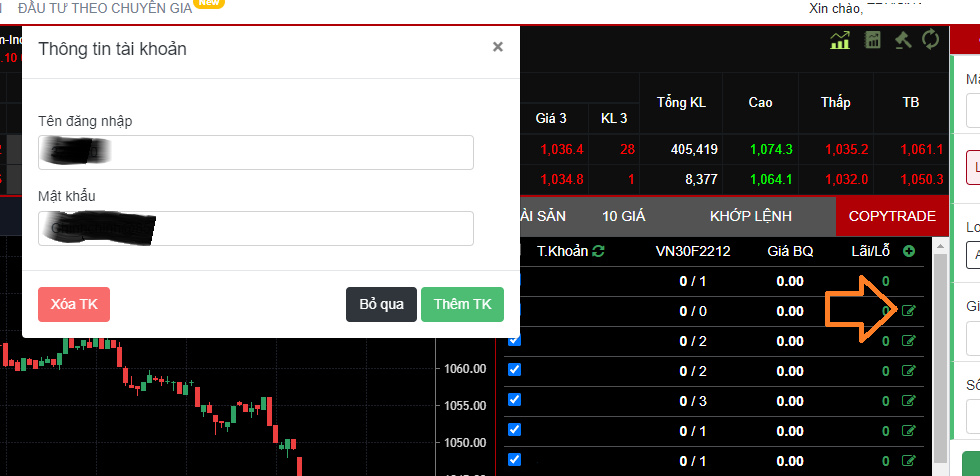 ĐẦU TƯ THEO CHUYÊN GIA New
Xin chào,
Thông tin tài khoản ×
Tên đăng nhập
Mật khẩu
Xóa TK Bỏ qua Thêm TK
Giá 3 KL 3 Tổng KL Cao Thấp TB
1,036.4 28 405,419 1,074.3 1,035.2 1,061.1
1,034.8 1 8,377 1,064.1 1,032.0 1,050.3
ẢI SẢN 10 GIÁ KHỚP LỆNH COPYTRADE
T.Khoản VN30F2212 Giá BQ Lãi/Lỗ
0 / 1 0.00 0
0 / 0 0.00 0
0 / 2 0.00 0
0 / 2 0.00 0
0 / 3 0.00 0
0 / 1 0.00 0
0 / 1 0.00 0
1060.00
1055.00
1050.00